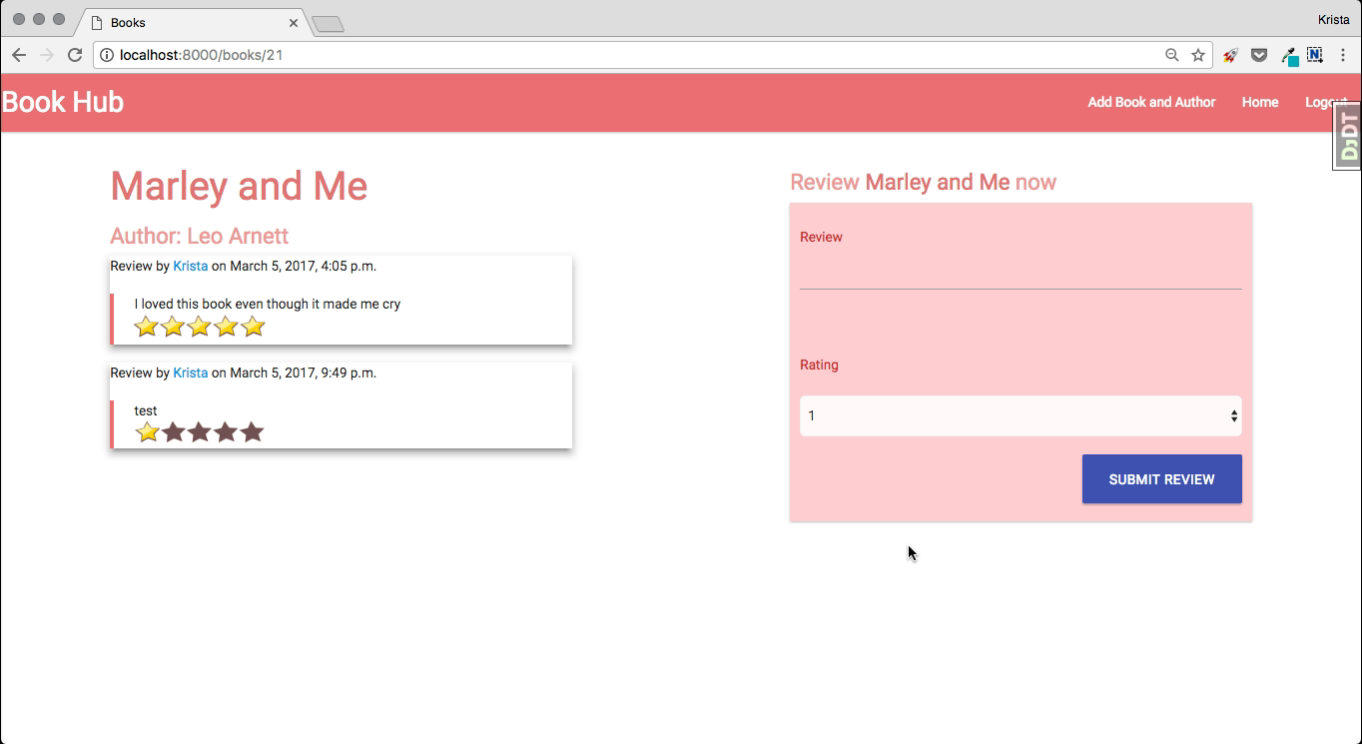 Books
Krista
localhost:8000/books/21
N
Book Hub
Add Book and Author
Home
Logout
DJDT
Marley and Me
Author: Leo Arnett
Review by Krista on March 5, 2017, 4:05 p.m.
I loved this book even though it made me cry
Review by Krista on March 5, 2017, 9:49 p.m.
test
Review Marley and Me now
Review
Rating
1
SUBMIT REVIEW